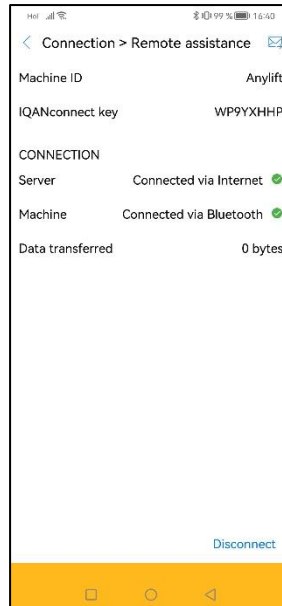 Hol 99 % 16:40
Connection > Remote assistance
Machine ID Anylift
IQANconnect key WP9YXHHP
CONNECTION
Server Connected via Internet
Machine Connected via Bluetooth
Data transferred 0 bytes
Disconnect